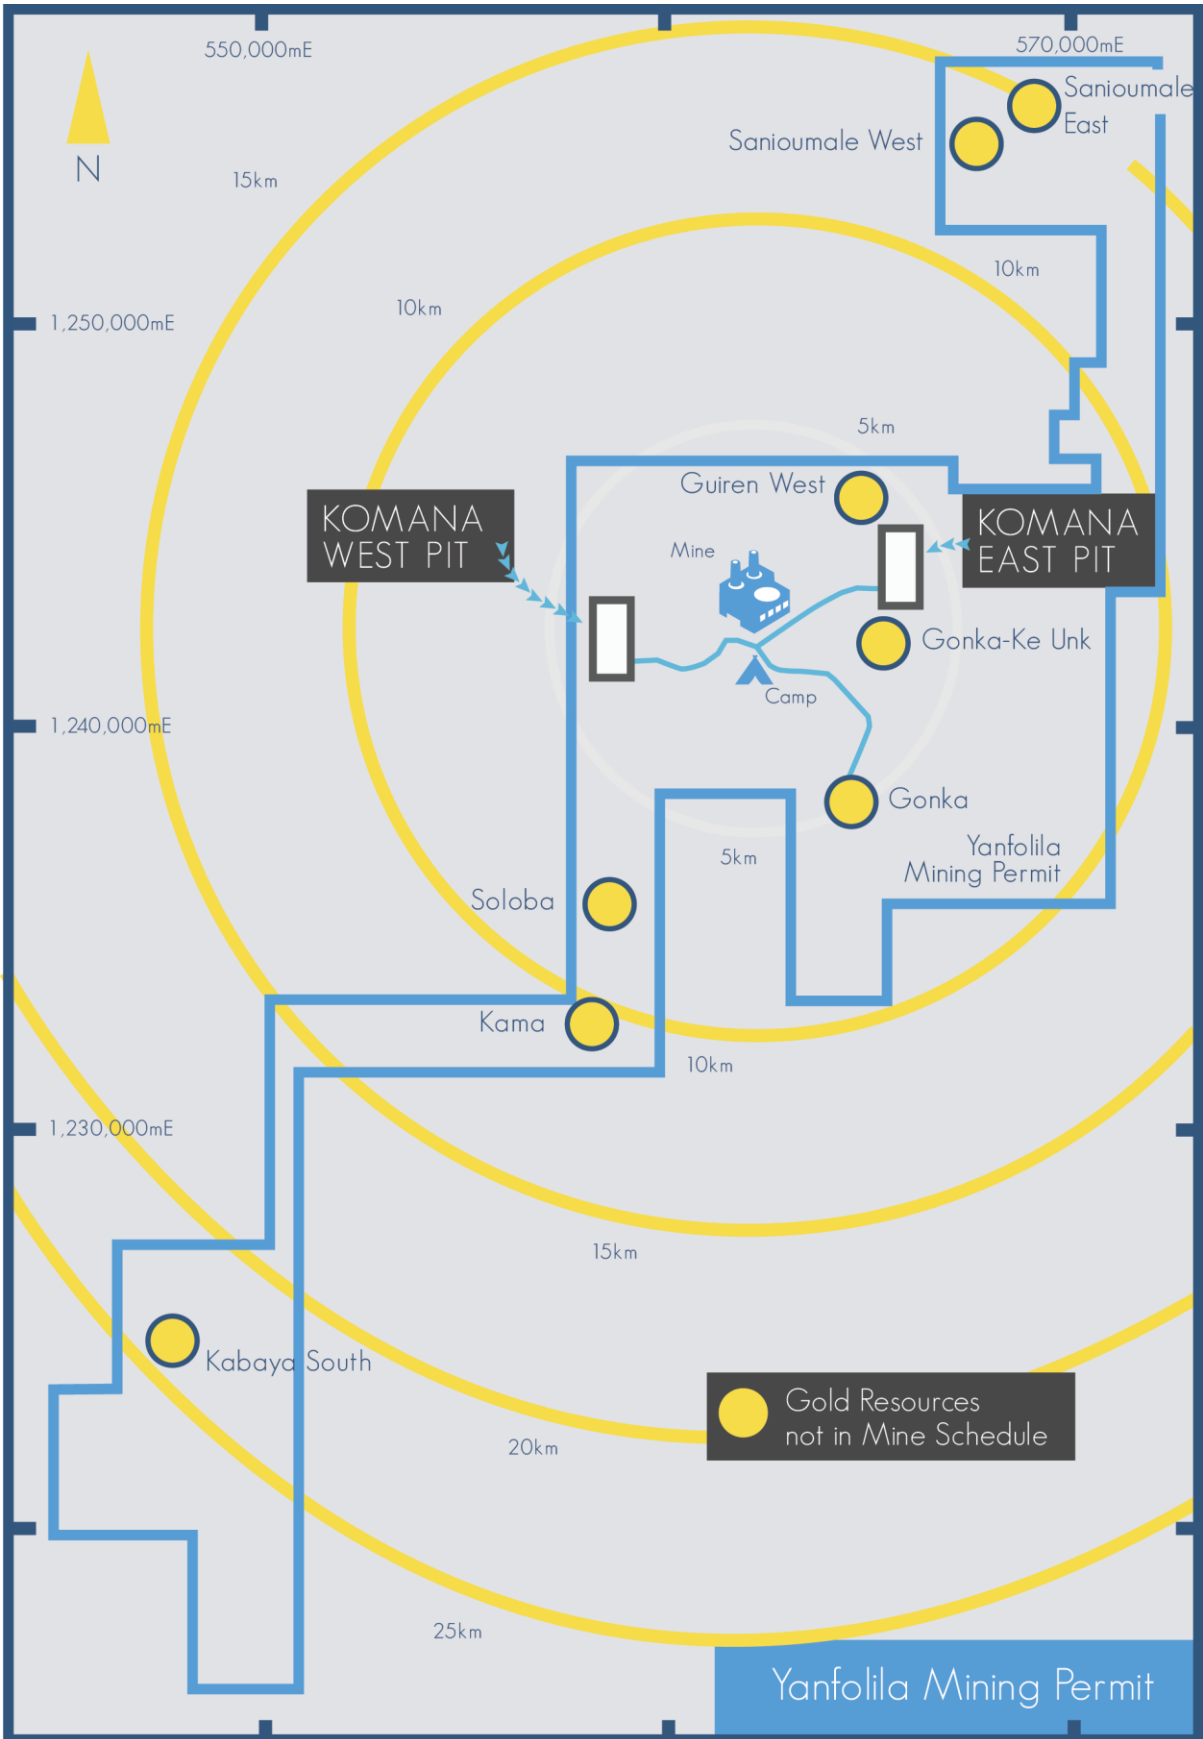 550,000mE
570,000mE
Sanioumale
East
Sanioumale West
N
15km
10km
10km
1,250,000mE
5km
Guiren West
KOMANA
WEST PIT
KOMANA
EAST PIT
Mine
Gonka-Ke Unk
Camp
1,240,000mE
Gonka
Yanfolila
Mining Permit
5km
Soloba
Kama
10km
1,230,000mE
15km
Kabaya South
Gold Resources
not in Mine Schedule
20km
25km
Yanfolila Mining Permit